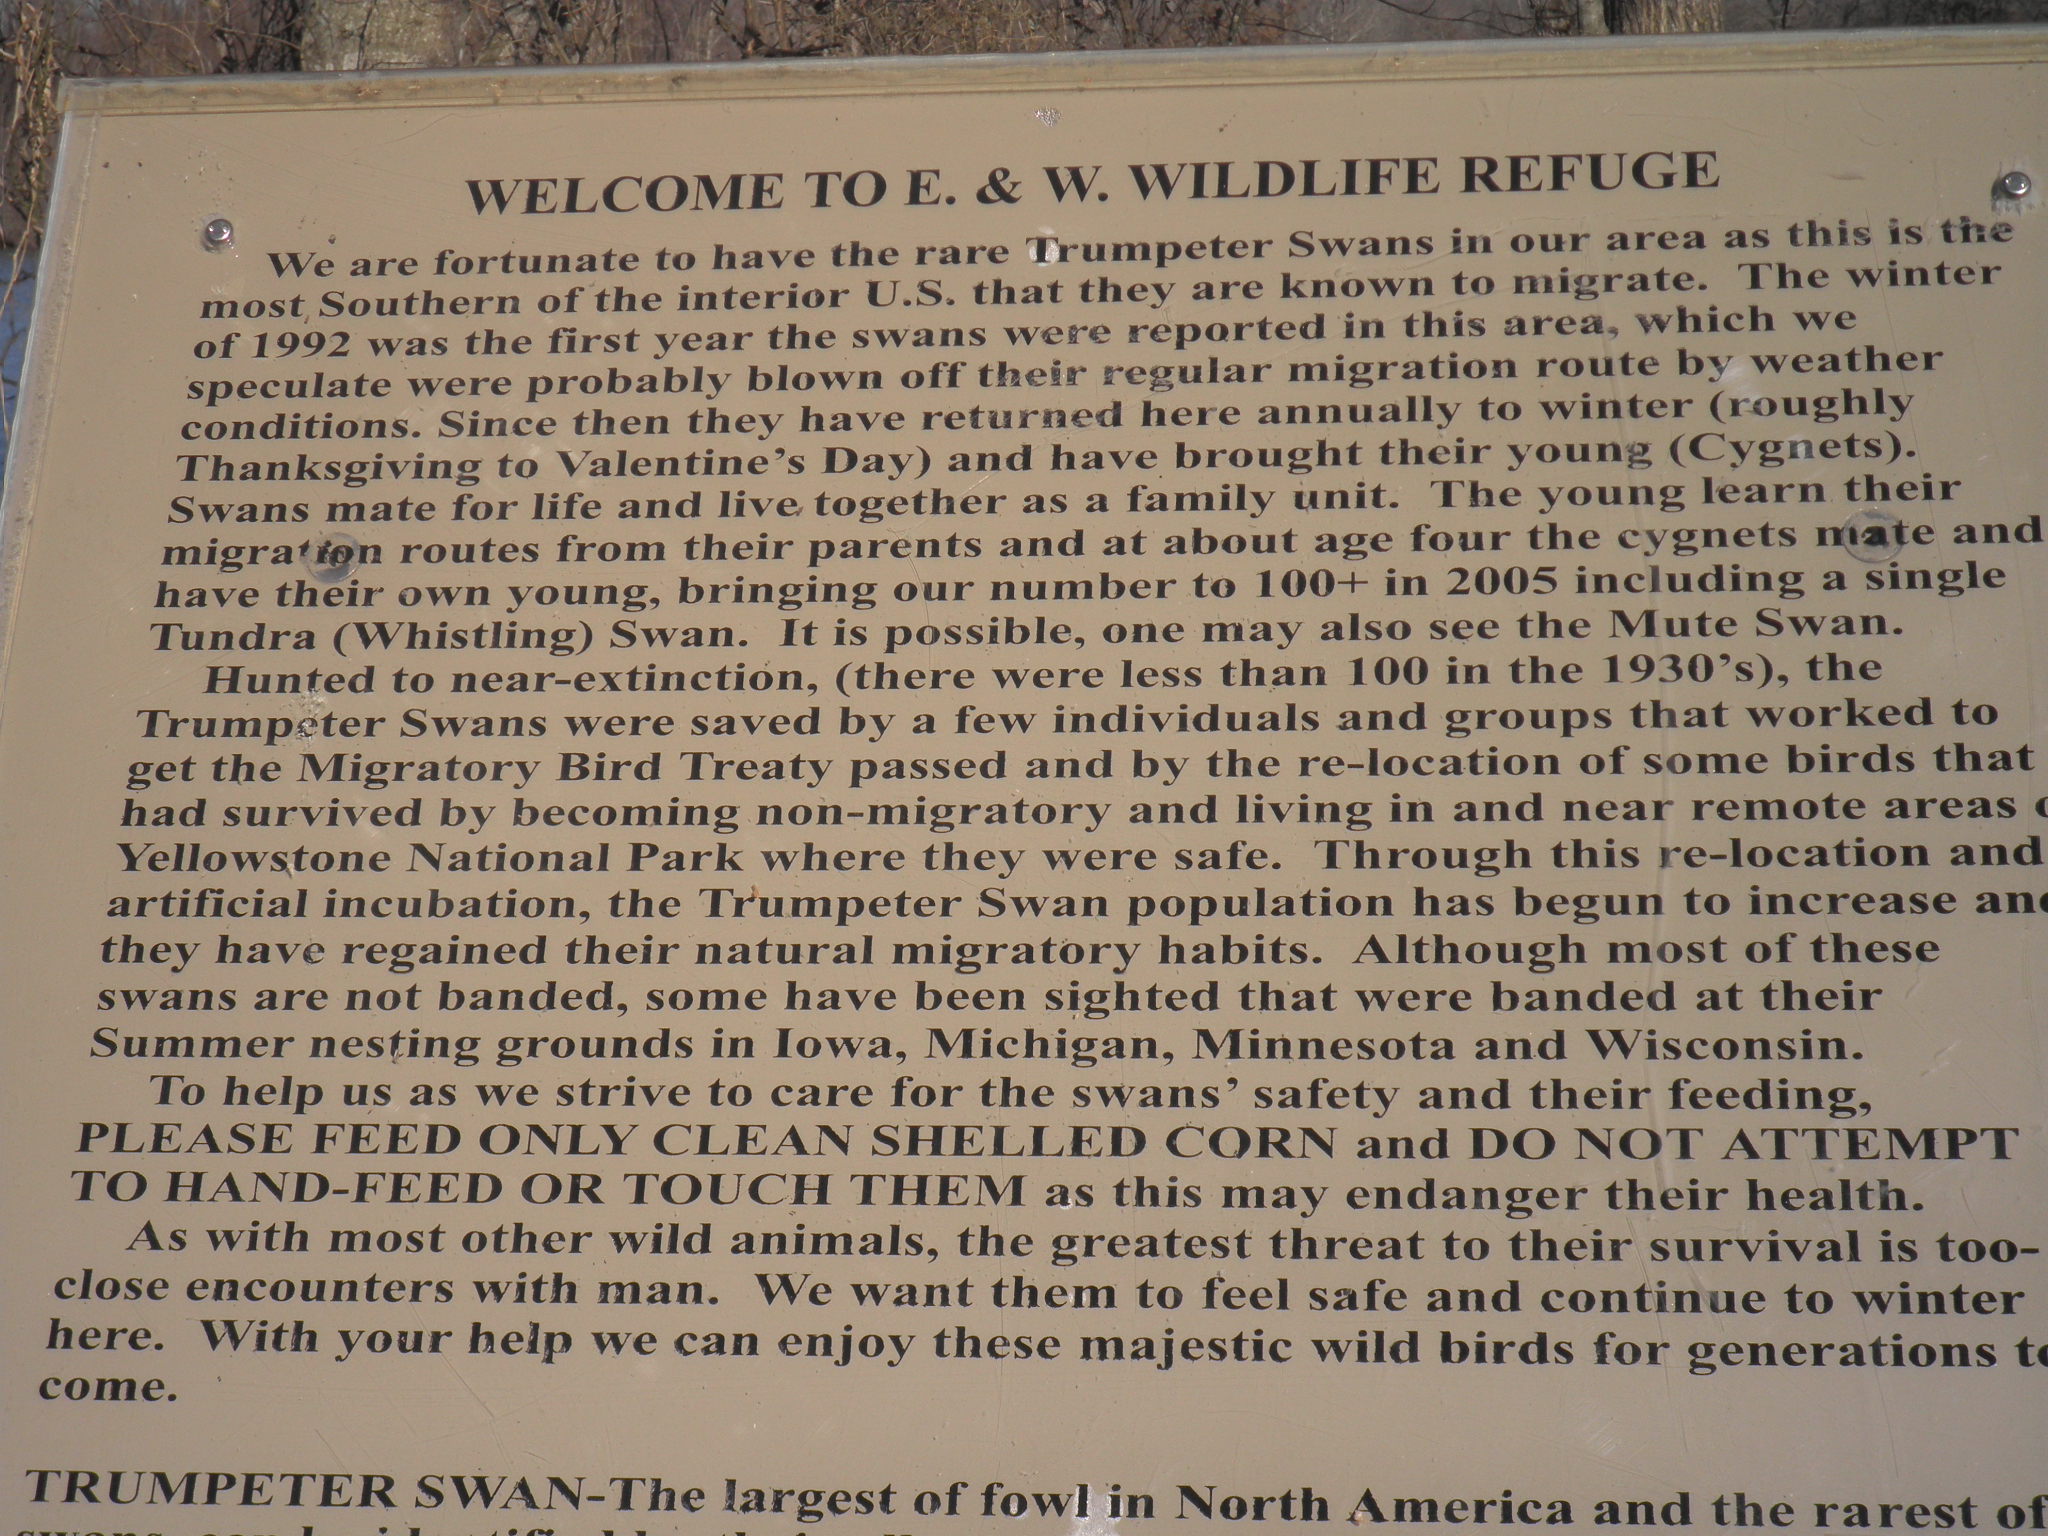 WELCOME TO E. & W. WILDLIFE REFUGE
We are fortunate to have the rare Trumpeter Swans in our area as this is the
most Southern of the interior U.S. that they are known to migrate. The winter
of 1992 was the first year the swans were reported in this area, which we
speculate were probably blown off their regular migration route by weather
conditions. Since then they have returned here annually to winter (roughly
Thanksgiving to Valentine's Day) and have brought their young (Cygnets).
Swans mate for life and live together as a family unit. The young learn their
migration routes from their parents and at about age four the cygnets mate and
have their own young, bringing our number to 100+ in 2005 including a single
Tundra (Whistling) Swan. It is possible, one may also see the Mute Swan.
Hunted to near-extinction, (there were less than 100 in the 1930's), the
Trumpeter Swans were saved by a few individuals and groups that worked to
get the Migratory Bird Treaty passed and by the re-location of some birds that
had survived by becoming non-migratory and living in and near remote areas
Yellowstone National Park where they were safe. Through this re-location and
artificial incubation, the Trumpeter Swan population has begun to increase and
they have regained their natural migratory habits. Although most of these
swans are not banded, some have been sighted that were banded at their
Summer nesting grounds in Iowa, Michigan, Minnesota and Wisconsin.
To help us as we strive to care for the swans' safety and their feeding,
PLEASE FEED ONLY CLEAN SHELLED CORN and DO NOT ATTEMPT
TO HAND-FEED OR TOUCH THEM as this may endanger their health.
As with most other wild animals, the greatest threat to their survival is too-
close encounters with man. We want them to feel safe and continue to winter
here. With your help we can enjoy these majestic wild birds for generations to
come.
TRUMPETER SWAN-The largest of fowl in North America and the rarest of